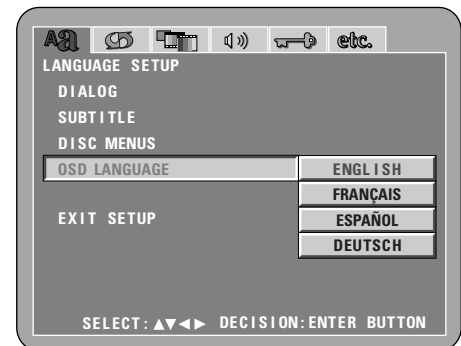 Aa etc.
LANGUAGE SETUP
DIALOG
SUBTITLE
DISC MENUS
OSD LANGUAGE ENGLISH
FRANÇAIS
EXIT SETUP ESPAÑOL
DEUTSCH
SELECT:▲▼◀▶ DECISION:ENTER BUTTON